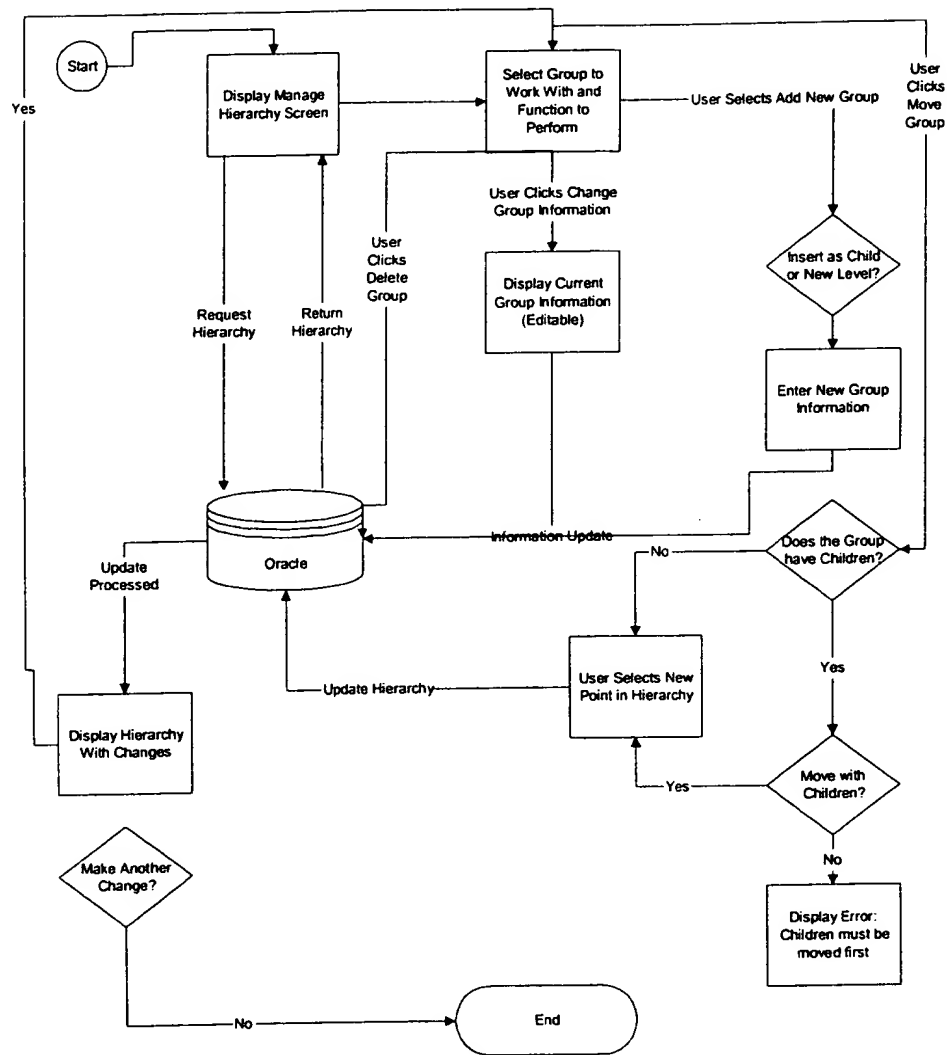 Start
Yes
Display Manage
Hierarchy Screen
Select Group to
Work With and
Function to
Perform
User Selects Add New Group
User
Clicks
Move
Group
User Clicks Change
Group Information
User
Clicks
Delete
Group
Insert as Child
or New Level?
Display Current
Group Information
(Editable)
Request
Hierarchy
Return
Hierarchy
Enter New Group
Information
Information Update
Oracle
Does the Group
have Children?
No
Update
Processed
Yes
User Selects New
Point in Hierarchy
Update Hierarchy
Display Hierarchy
With Changes
Move with
Children?
Yes
No
Make Another
Change?
Display Error:
Children must be
moved first
No
End